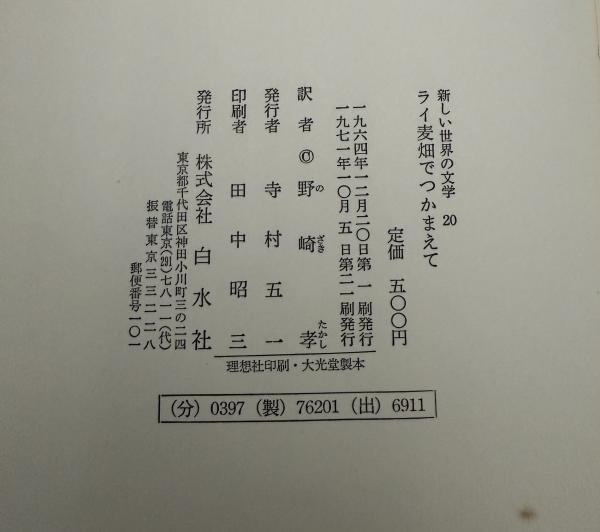 新しい世界の文学 20
ライ麦畑でつかまえて
定価 五〇〇円
一九六四年一二月二〇日第一刷発行
一九七一年一〇月 五 日第二一刷発行
訳者 © 野崎孝
の ざき たかし
発行者 寺村五一
印刷者 田中昭三
発行所 株式会社 白水社
東京都千代田区神田小川町三の二四
電話東京(291)七八一一(代)
振替東京三三二二八
郵便番号一〇一
理想社印刷・大光堂製本
(分) 0397 (製) 76201 (出) 6911